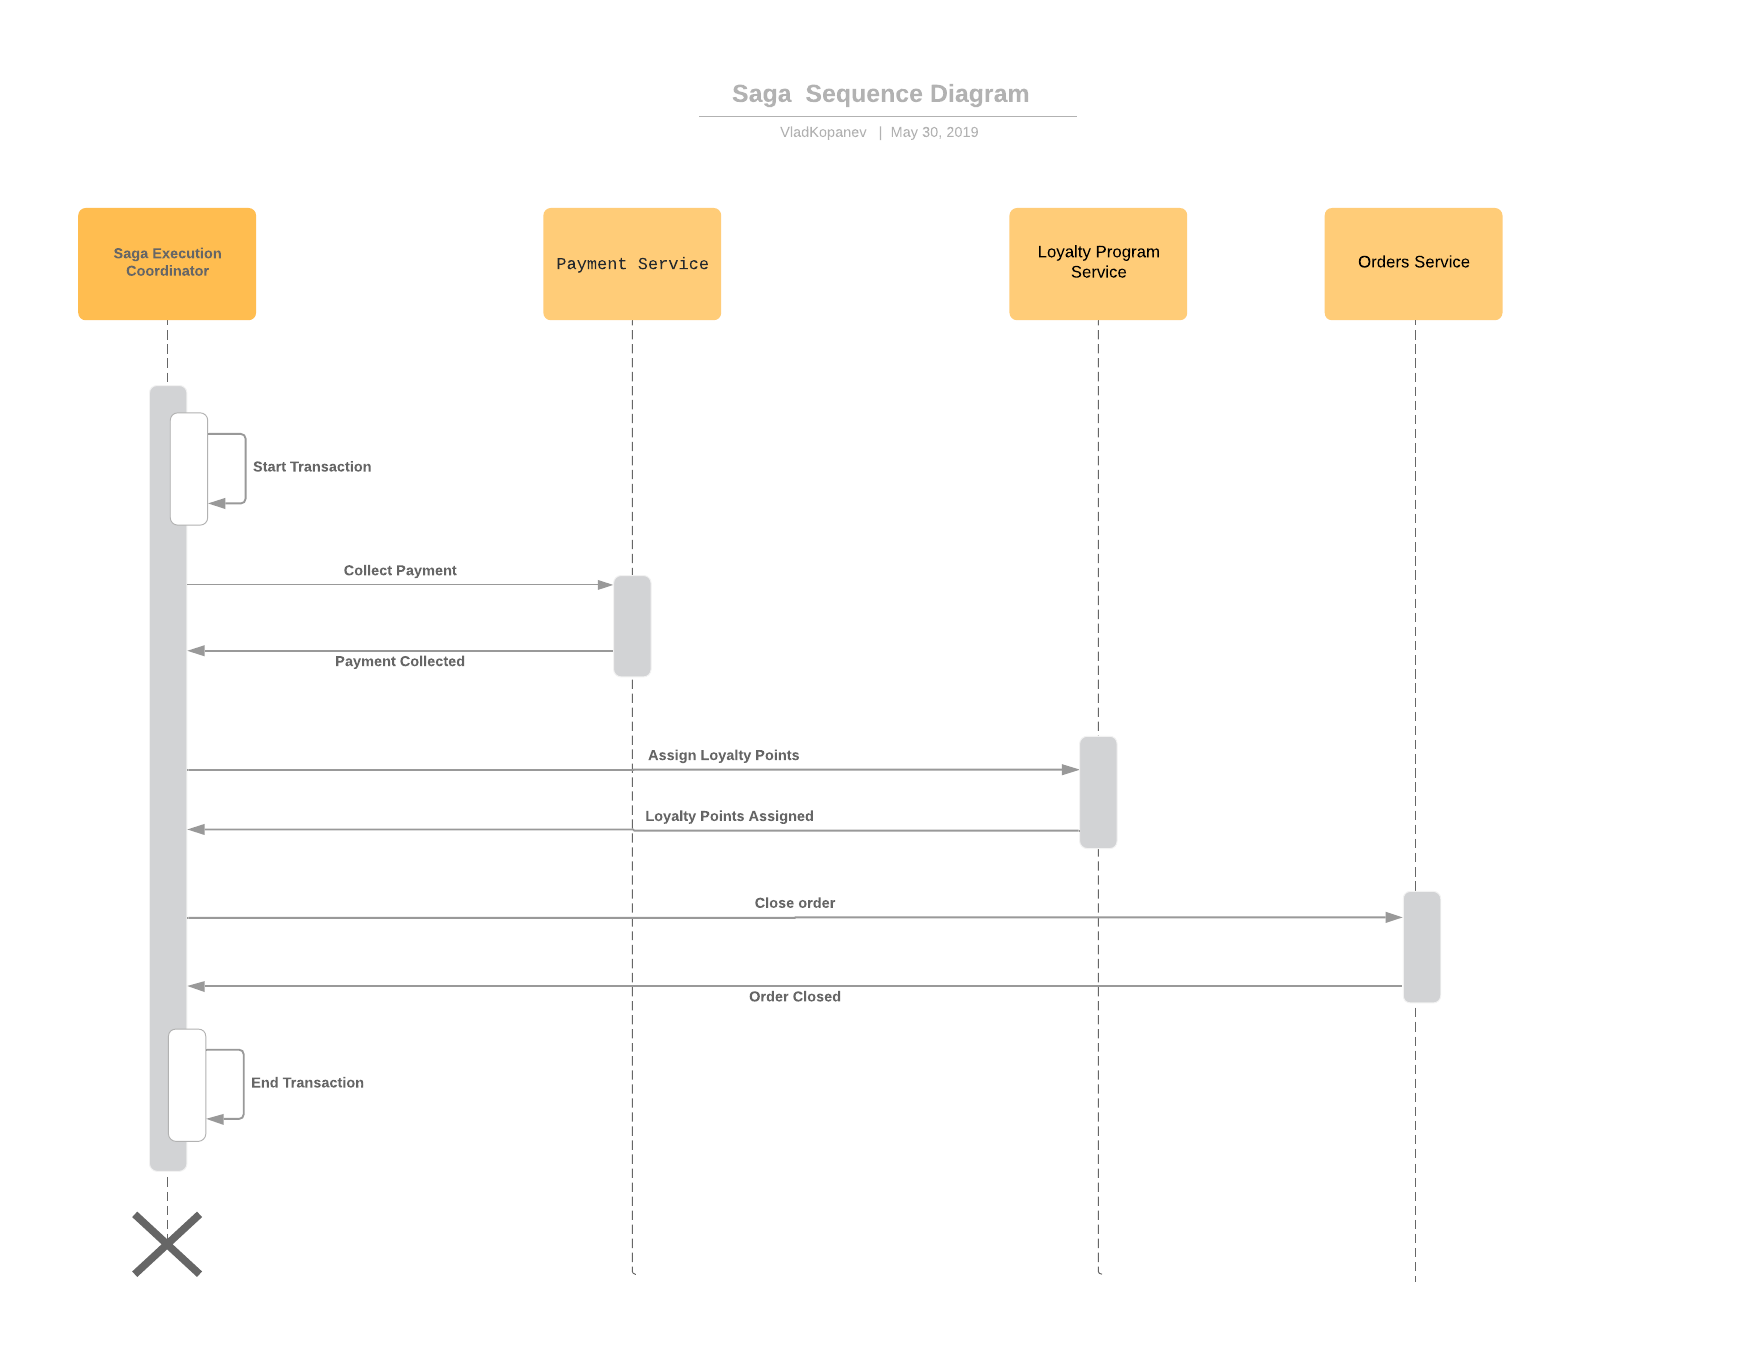 Saga  Sequence Diagram
VladKopanev   |  May 30, 2019
Saga Execution
Coordinator
Payment Service
Loyalty Program
Service
Orders Service
Start Transaction
Collect Payment
Payment Collected
Assign Loyalty Points
Loyalty Points Assigned
Close order
Order Closed
End Transaction